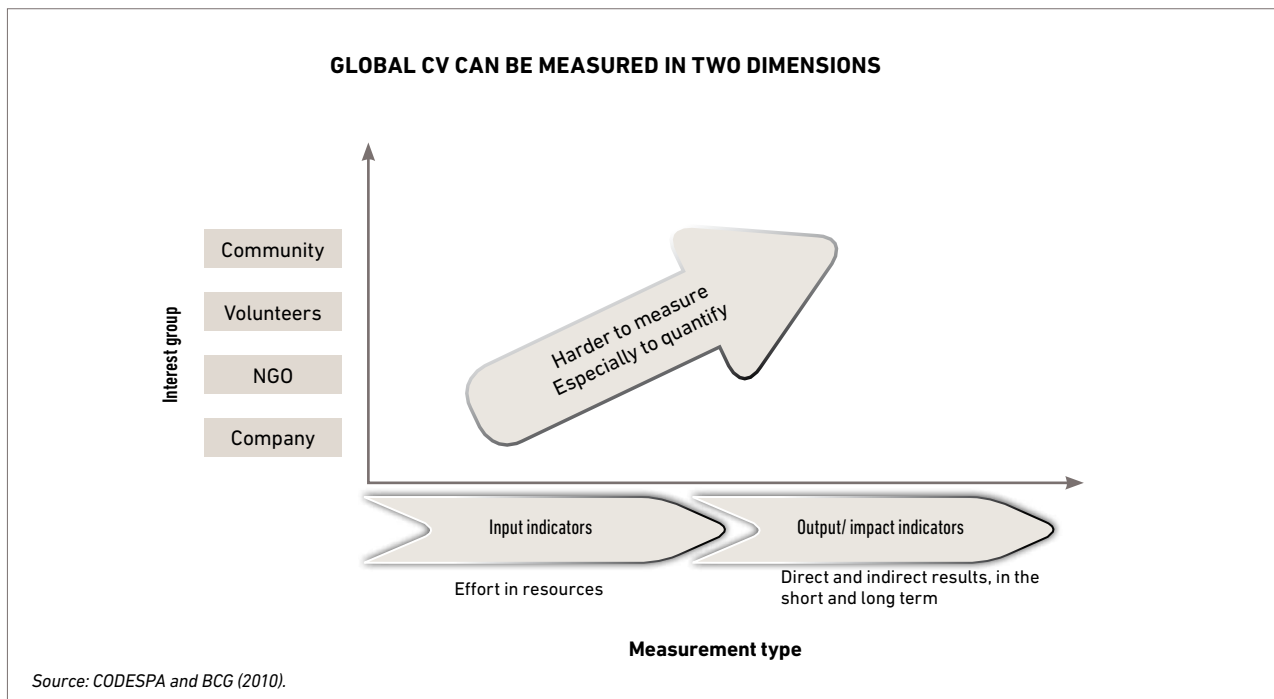 GLOBAL CV CAN BE MEASURED IN TWO DIMENSIONS
Interest group
Community
Volunteers
NGO
Company
Harder to measure
Especially to quantify
Input indicators
Output/ impact indicators
Effort in resources
Direct and indirect results, in the
short and long term
Measurement type
Source: CODESPA and BCG (2010).